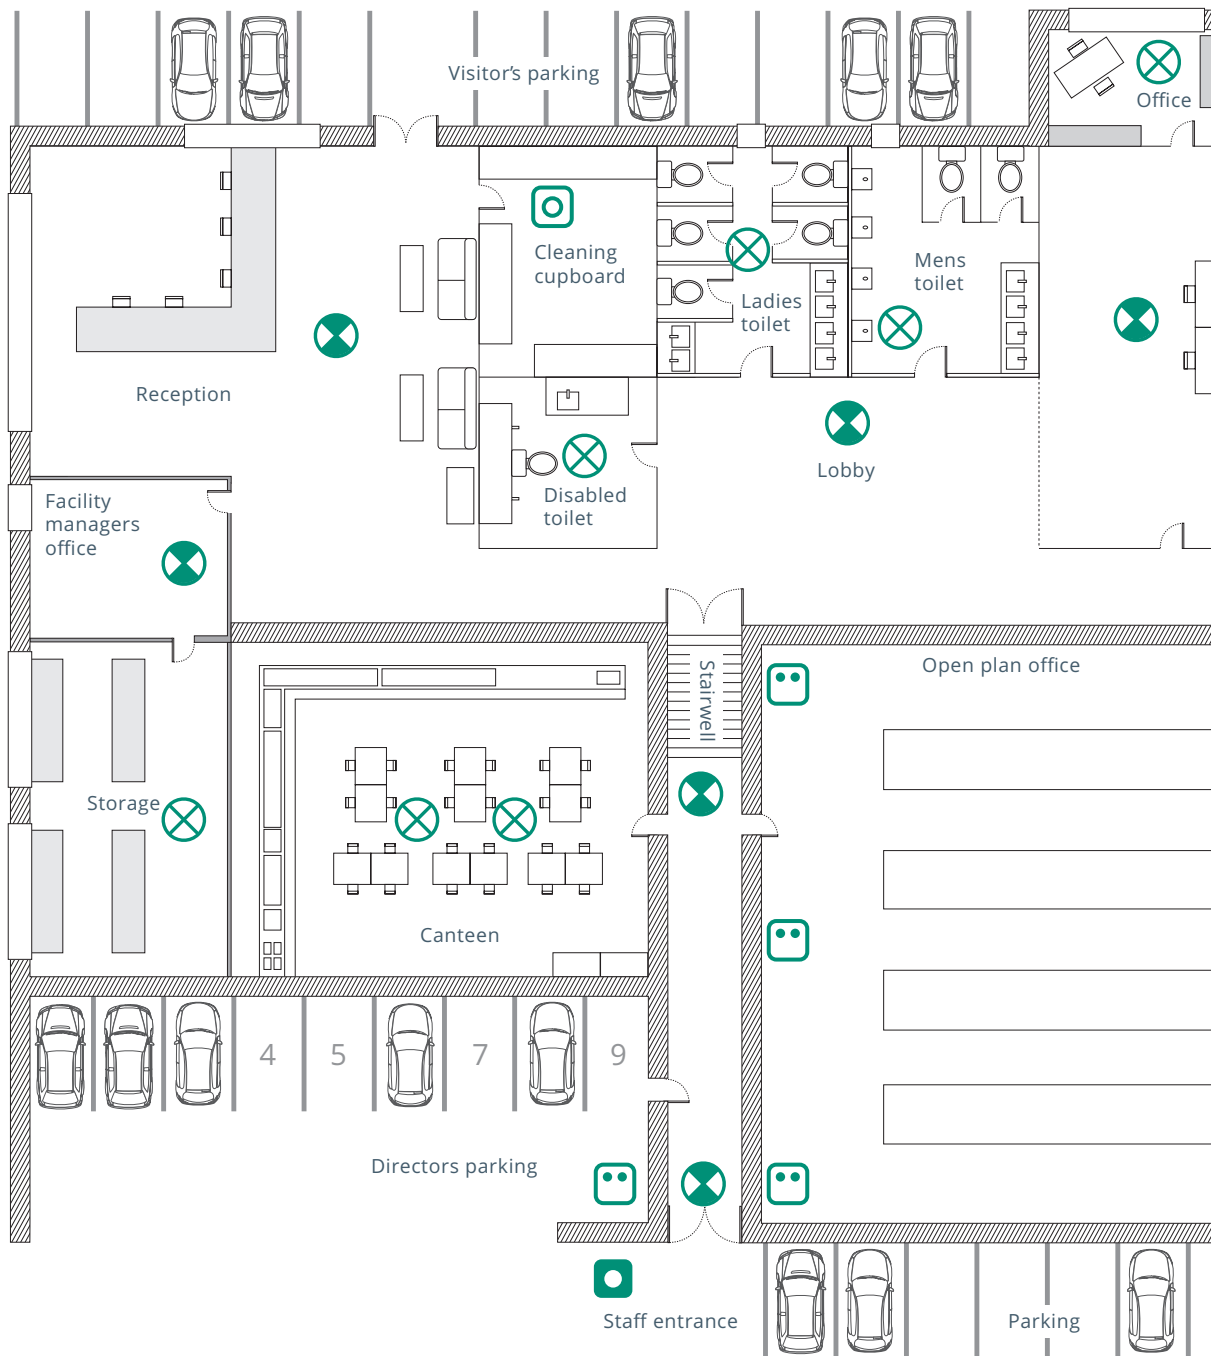 Visitor's parking
Office
Cleaning
cupboard
Ladies
toilet
Mens
toilet
Reception
Lobby
Disabled
toilet
Facility
managers
office
Stairwell
Open plan office
Storage
Canteen
4
5
7
9
Directors parking
Staff entrance
Parking